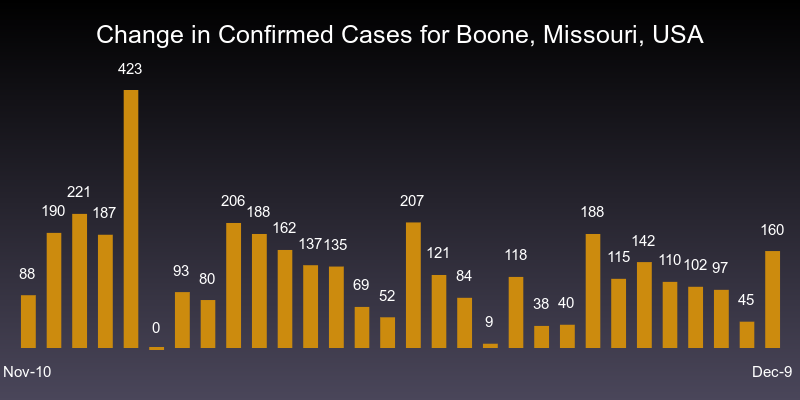 Change in Confirmed Cases for Boone, Missouri, USA
88 190 221 187 423 0 93 80 206 188 162 137 135 69 52 207 121 84 9 118 38 40 188 115 142 110 102 97 45 160
Nov-10 Dec-9